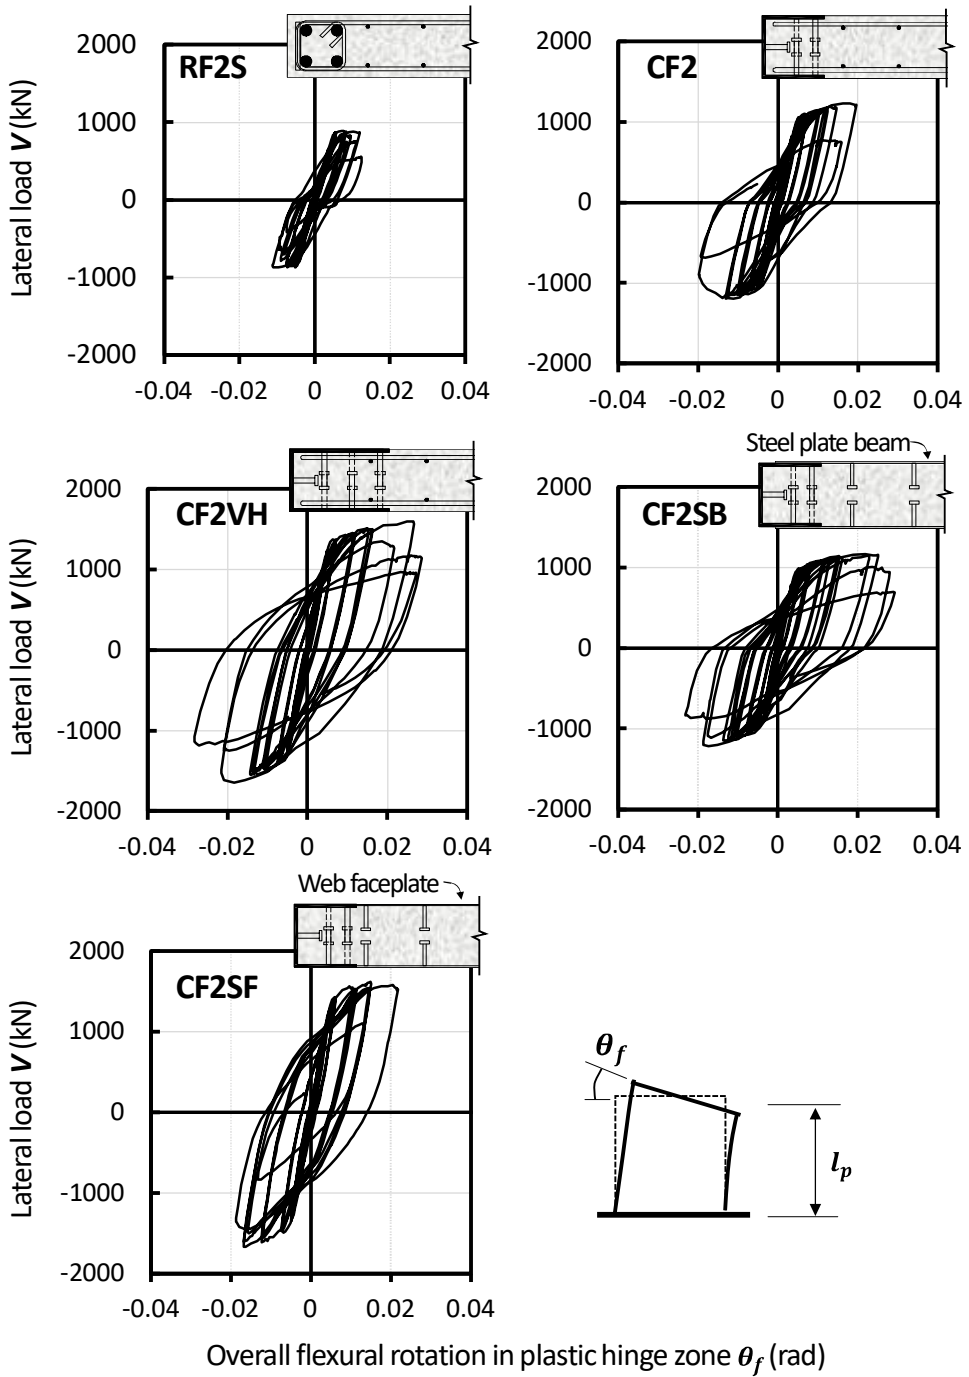 RF2S
Lateral load V (kN)
2000
1000
0
-1000
-2000
-0.04 -0.02 0 0.02 0.04
CF2
2000
1000
0
-1000
-2000
-0.04 -0.02 0 0.02 0.04
CF2VH
Lateral load V (kN)
2000
1000
0
-1000
-2000
-0.04 -0.02 0 0.02 0.04
Steel plate beam
CF2SB
2000
1000
0
-1000
-2000
-0.04 -0.02 0 0.02 0.04
Web faceplate
CF2SF
Lateral load V (kN)
2000
1000
0
-1000
-2000
-0.04 -0.02 0 0.02 0.04
θf
lp
Overall flexural rotation in plastic hinge zone θf (rad)